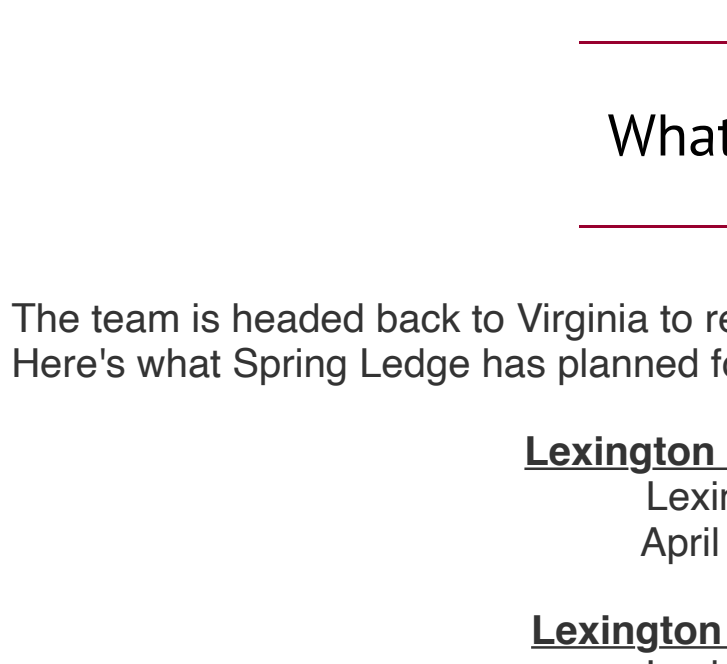 What
The team is headed back to Virginia to
Here's what Spring Ledge has planned
Lexington
April
Lexington